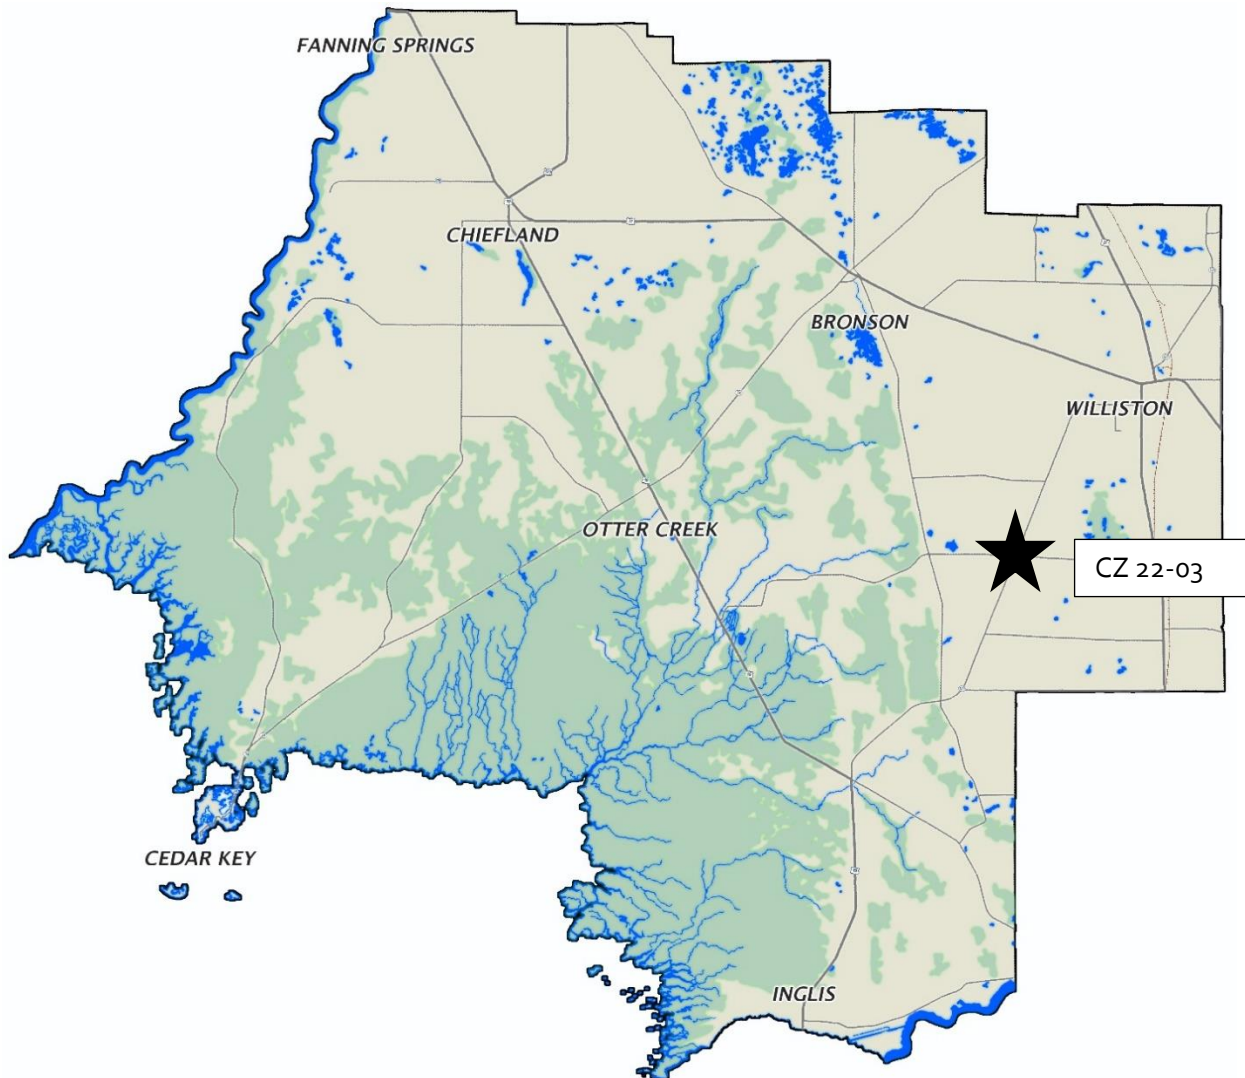 FANNING SPRINGS
CHIEFLAND
BRONSON
WILLISTON
OTTER CREEK
CZ 22-03
CEDAR KEY
INGLIS